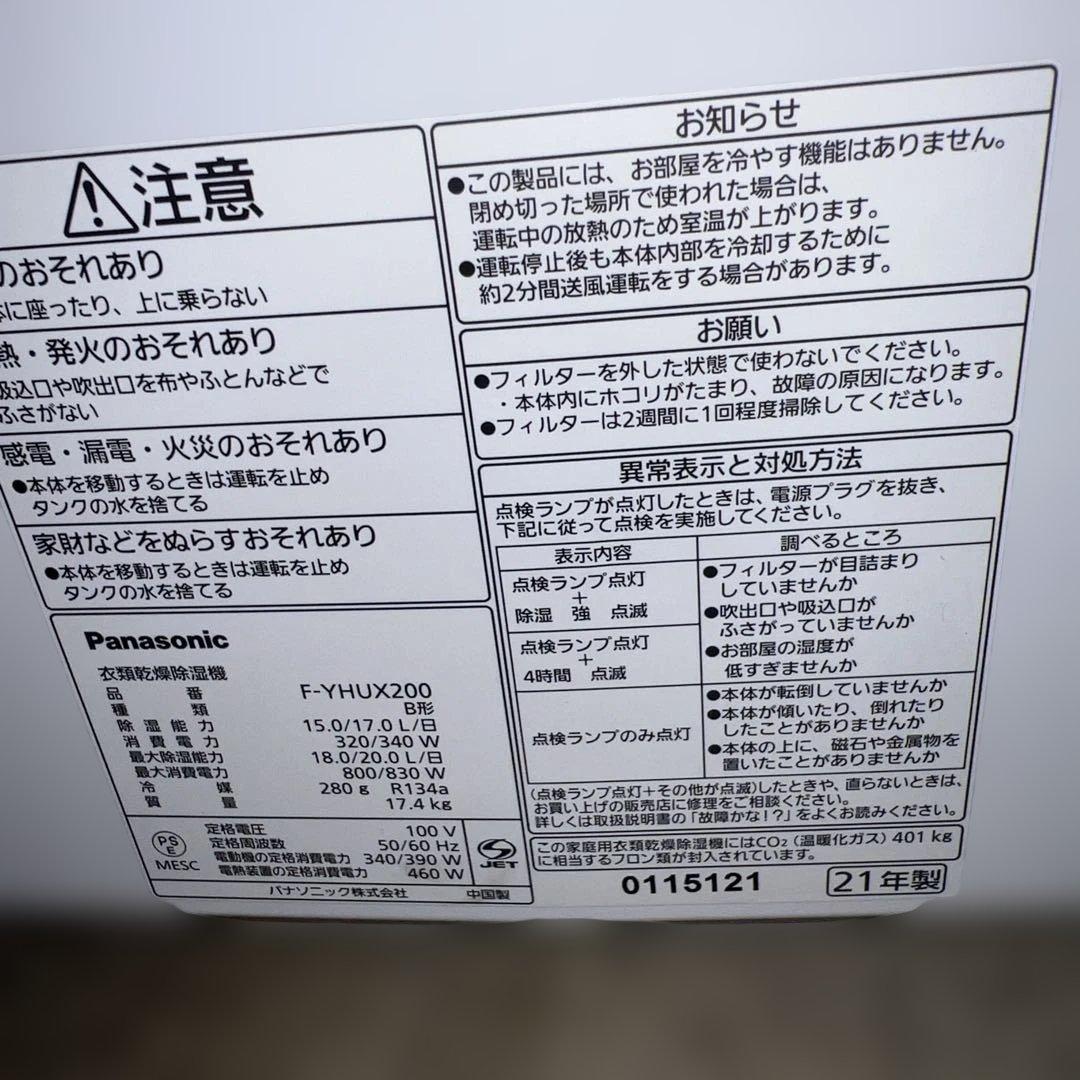 注意
のおそれあり
に座ったり、上に乗らない
熱・発火のおそれあり
吸込口や吹出口を布やふとんなどで
ふさがない
感電・漏電・火災のおそれあり
●本体を移動するときは運転を止め
タンクの水を捨てる
家財などをぬらすおそれあり
●本体を移動するときは運転を止め
タンクの水を捨てる
Panasonic
衣類乾燥除湿機
品番 F-YHUX200
種類 B形
除湿能力 15.0/17.0 L/日
消費電力 320/340 W
最大除湿能力 18.0/20.0 L/日
最大消費電力 800/830 W
冷媒 280 g R134a
質量 17.4 kg
PS
E
MESC
定格電圧 100 V
定格周波数 50/60 Hz
電動機の定格消費電力 340/390 W
電熱装置の定格消費電力 460 W
JET
パナソニック株式会社 中国製
お知らせ
●この製品には、お部屋を冷やす機能はありません。
閉め切った場所で使われた場合は、
運転中の放熱のため室温が上がります。
●運転停止後も本体内部を冷却するために
約2分間送風運転をする場合があります。
お願い
●フィルターを外した状態で使わないでください。
・本体内にホコリがたまり、故障の原因になります。
●フィルターは2週間に1回程度掃除してください。
異常表示と対処方法
点検ランプが点灯したときは、電源プラグを抜き、
下記に従って点検を実施してください。
表示内容 調べるところ
点検ランプ点灯
+
除湿 強 点滅
点検ランプ点灯
+
4時間 点滅
●フィルターが目詰まり
していませんか
●吹出口や吸込口が
ふさがっていませんか
●お部屋の湿度が
低すぎませんか
点検ランプのみ点灯
●本体が転倒していませんか
●本体が傾いたり、倒れたり
したことがありませんか
●本体の上に、磁石や金属物を
置いたことがありませんか
(点検ランプ点灯+その他が点滅)したときや、直らないときは、
お買い上げの販売店に修理をご相談ください。
詳しくは取扱説明書の「故障かな!?」をよくお読みください。
この家庭用衣類乾燥除湿機にはCO₂(温暖化ガス)401 kg
に相当するフロン類が封入されています。
0115121 21年製